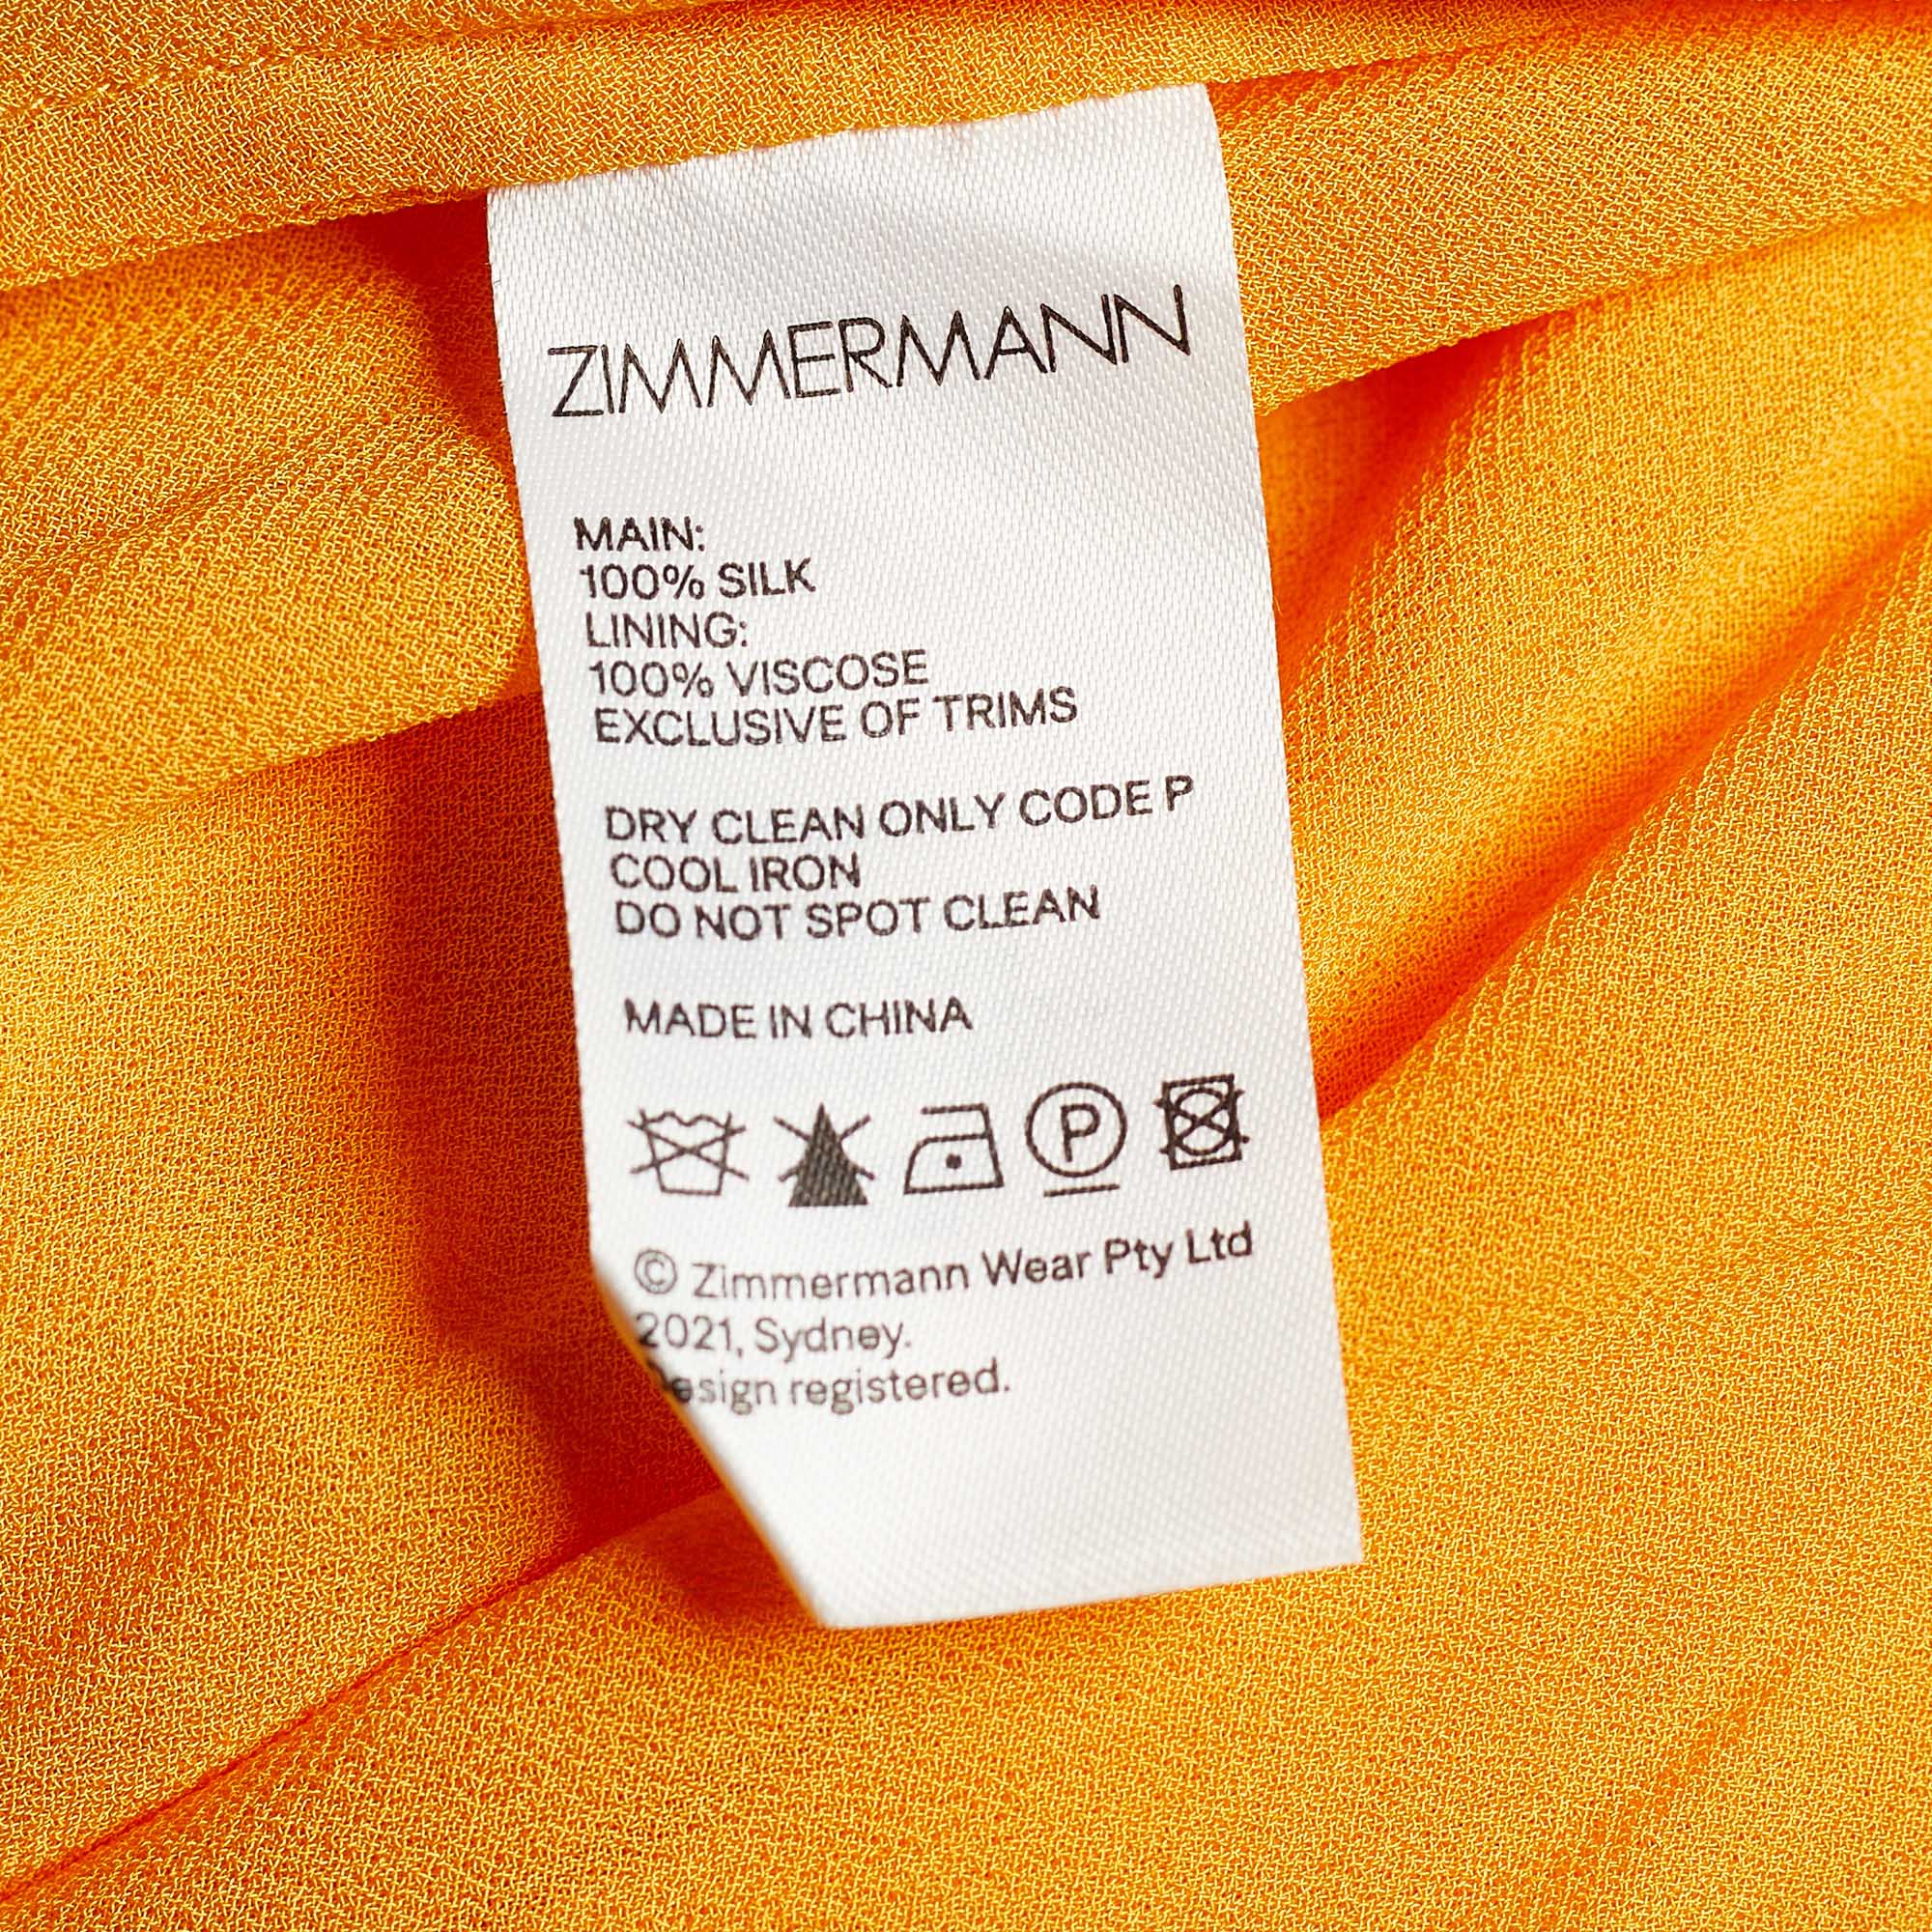 ZIMMERMANN
MAIN:
100% SILK
LINING:
100% VISCOSE
EXCLUSIVE OF TRIMS
DRY CLEAN ONLY CODE P
COOL IRON
DO NOT SPOT CLEAN
MADE IN CHINA
P
© Zimmermann Wear Pty Ltd
2021, Sydney.
Design registered.